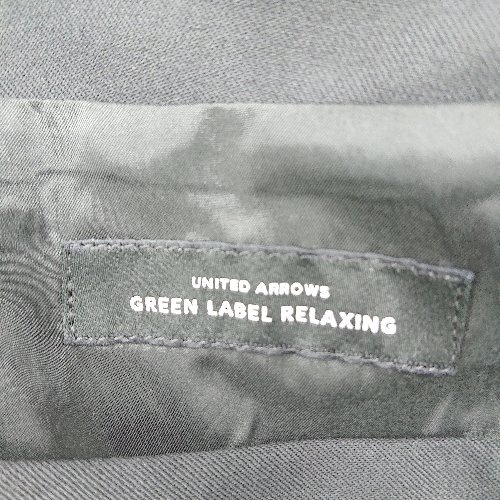 UNITED ARROWS
GREEN LABEL RELAXING